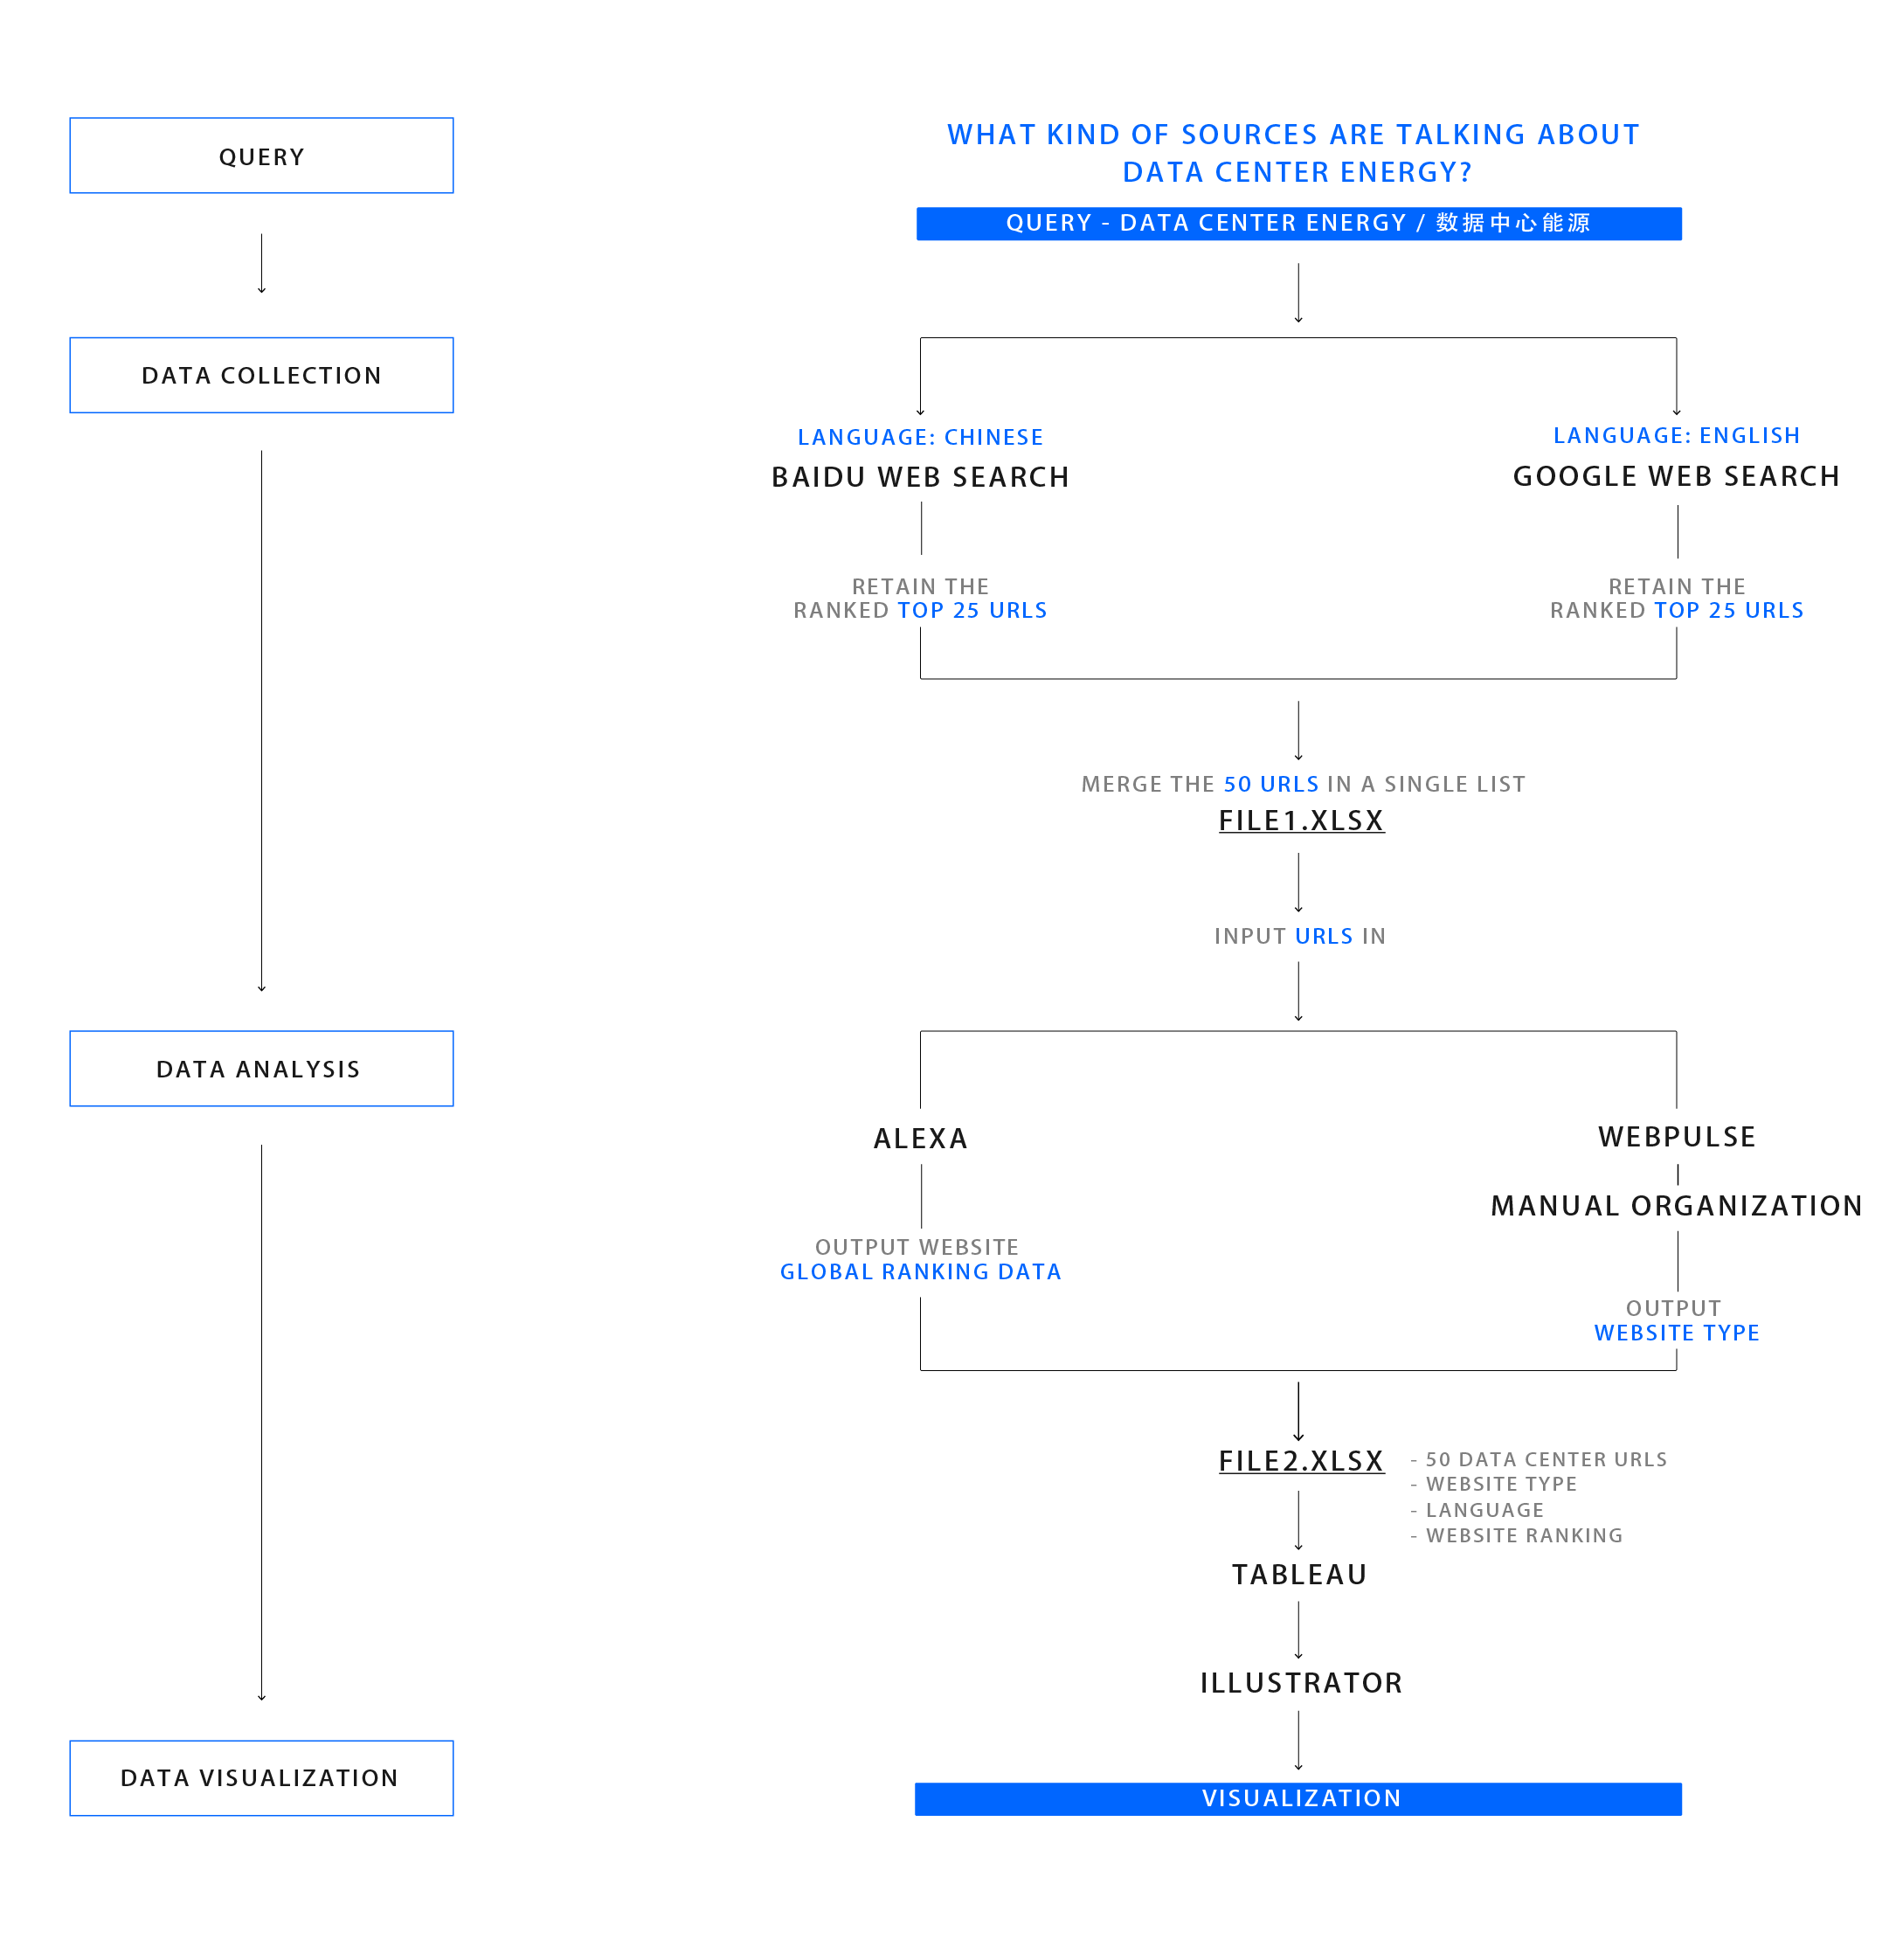 QUERY
DATA COLLECTION
DATA ANALYSIS
DATA VISUALIZATION
WHAT KIND OF SOURCES ARE TALKING ABOUT
DATA CENTER ENERGY?
QUERY - DATA CENTER ENERGY / 数据中心能源
LANGUAGE: CHINESE
BAIDU WEB SEARCH
RETAIN THE
RANKED TOP 25 URLS
LANGUAGE: ENGLISH
GOOGLE WEB SEARCH
RETAIN THE
RANKED TOP 25 URLS
MERGE THE 50 URLS IN A SINGLE LIST
FILE1.XLSX
INPUT URLS IN
ALEXA
OUTPUT WEBSITE
GLOBAL RANKING DATA
WEBPULSE
MANUAL ORGANIZATION
OUTPUT
WEBSITE TYPE
FILE2.XLSX
- 50 DATA CENTER URLS
- WEBSITE TYPE
- LANGUAGE
- WEBSITE RANKING
TABLEAU
ILLUSTRATOR
VISUALIZATION